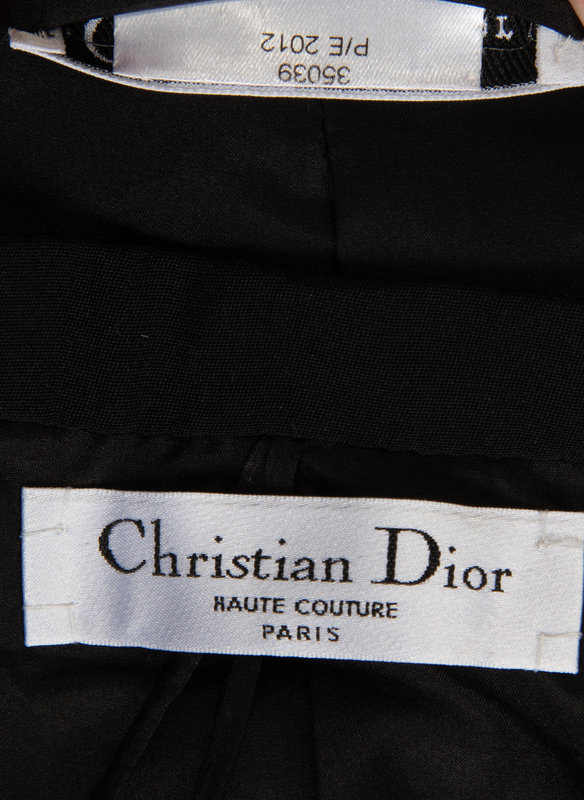 35039
P/E 2012
L
Christian Dior
HAUTE COUTURE
PARIS